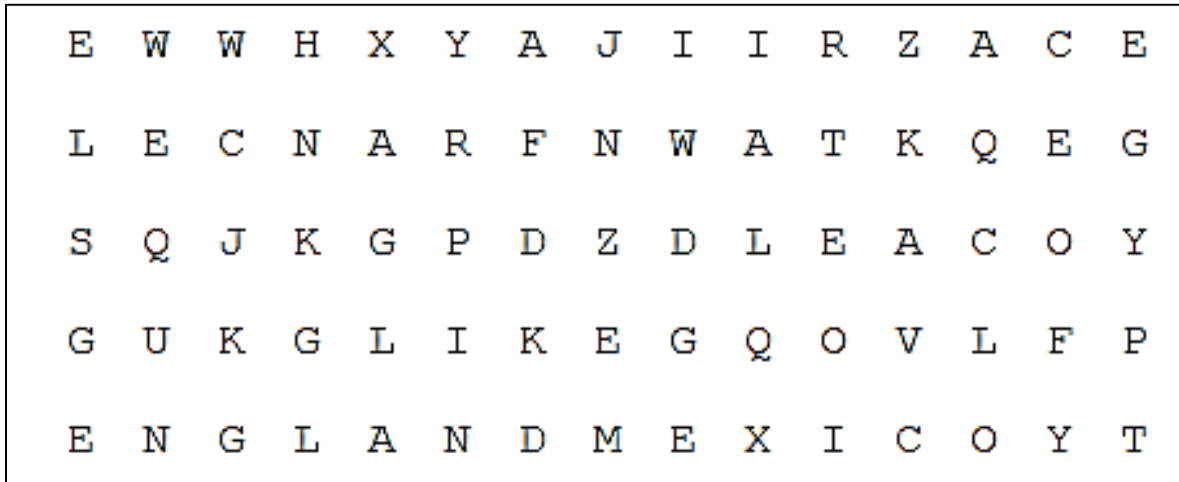 E W W H X Y A J I I R Z A C E
L E C N A R F N W A T K Q E G
S Q J K G P D Z D L E A C O Y
G U K G L I K E G Q O V L F P
E N G L A N D M E X I C O Y T